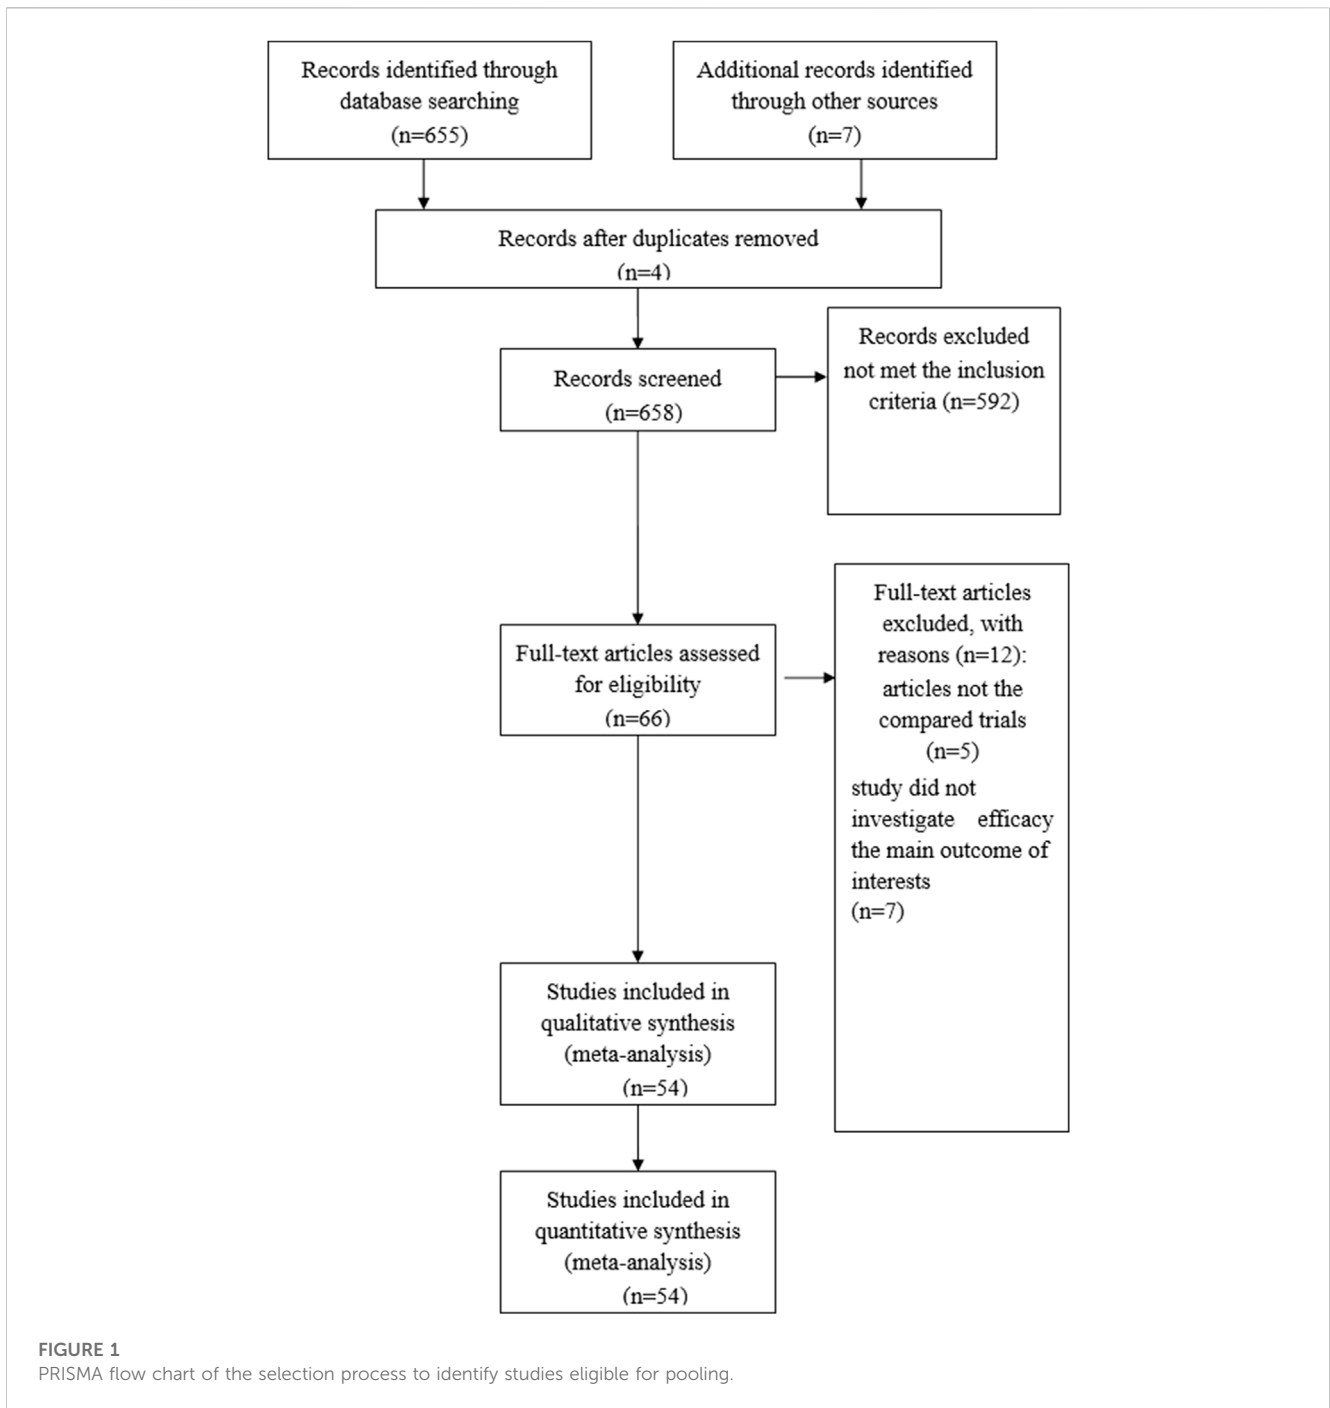 Records identified through
database searching
(n=655)
Additional records identified
through other sources
(n=7)
Records after duplicates removed
(n=4)
Records screened
(n=658)
Records excluded
not met the inclusion
criteria (n=592)
Full-text articles assessed
for eligibility
(n=66)
Full-text articles
excluded, with
reasons (n=12):
articles not the
compared trials
(n=5)
study did not
investigate efficacy
the main outcome of
interests
(n=7)
Studies included in
qualitative synthesis
(meta-analysis)
(n=54)
Studies included in
quantitative synthesis
(meta-analysis)
(n=54)
FIGURE 1
PRISMA flow chart of the selection process to identify studies eligible for pooling.